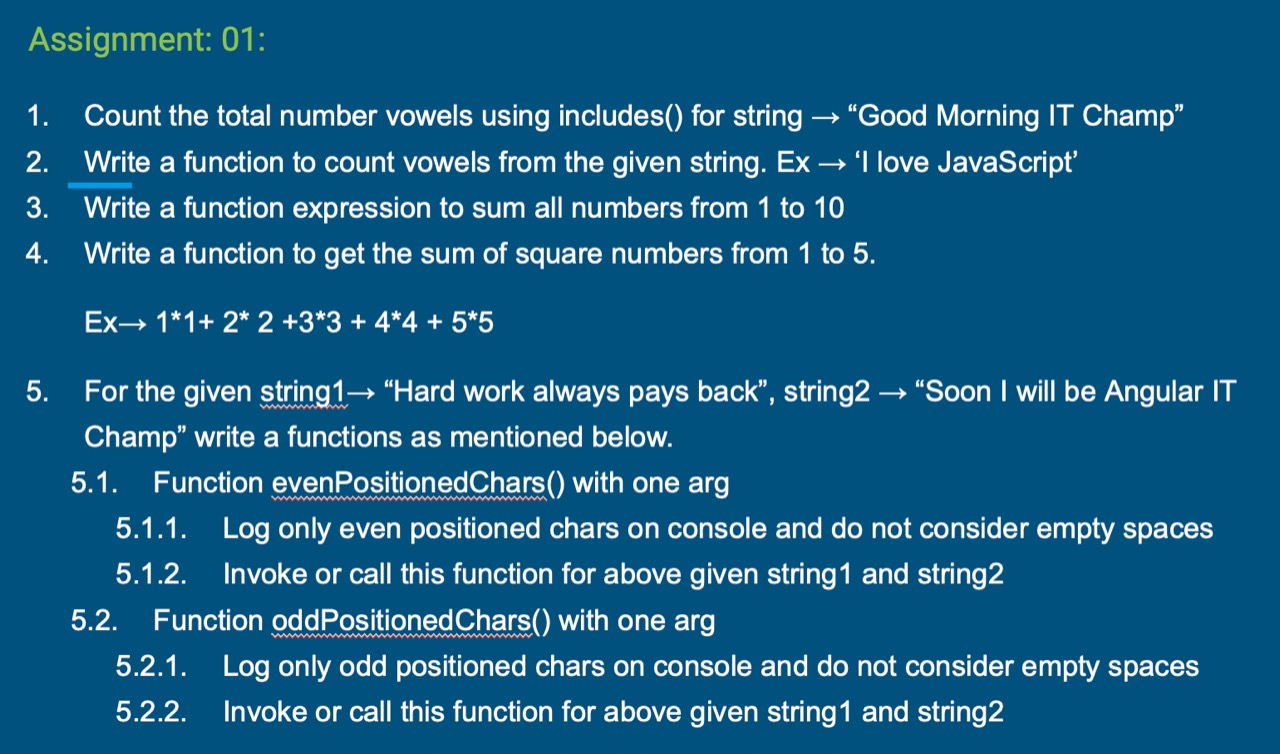 Assignment: 01:
1. Count the total number vowels using includes() for string → “Good Morning IT Champ”
2. Write a function to count vowels from the given string. Ex → ‘I love JavaScript’
3. Write a function expression to sum all numbers from 1 to 10
4. Write a function to get the sum of square numbers from 1 to 5.
Ex→ 1*1+ 2* 2 +3*3 + 4*4 + 5*5
5. For the given string1→ “Hard work always pays back”, string2 → “Soon I will be Angular IT
Champ” write a functions as mentioned below.
5.1. Function evenPositionedChars() with one arg
5.1.1. Log only even positioned chars on console and do not consider empty spaces
5.1.2. Invoke or call this function for above given string1 and string2
5.2. Function oddPositionedChars() with one arg
5.2.1. Log only odd positioned chars on console and do not consider empty spaces
5.2.2. Invoke or call this function for above given string1 and string2